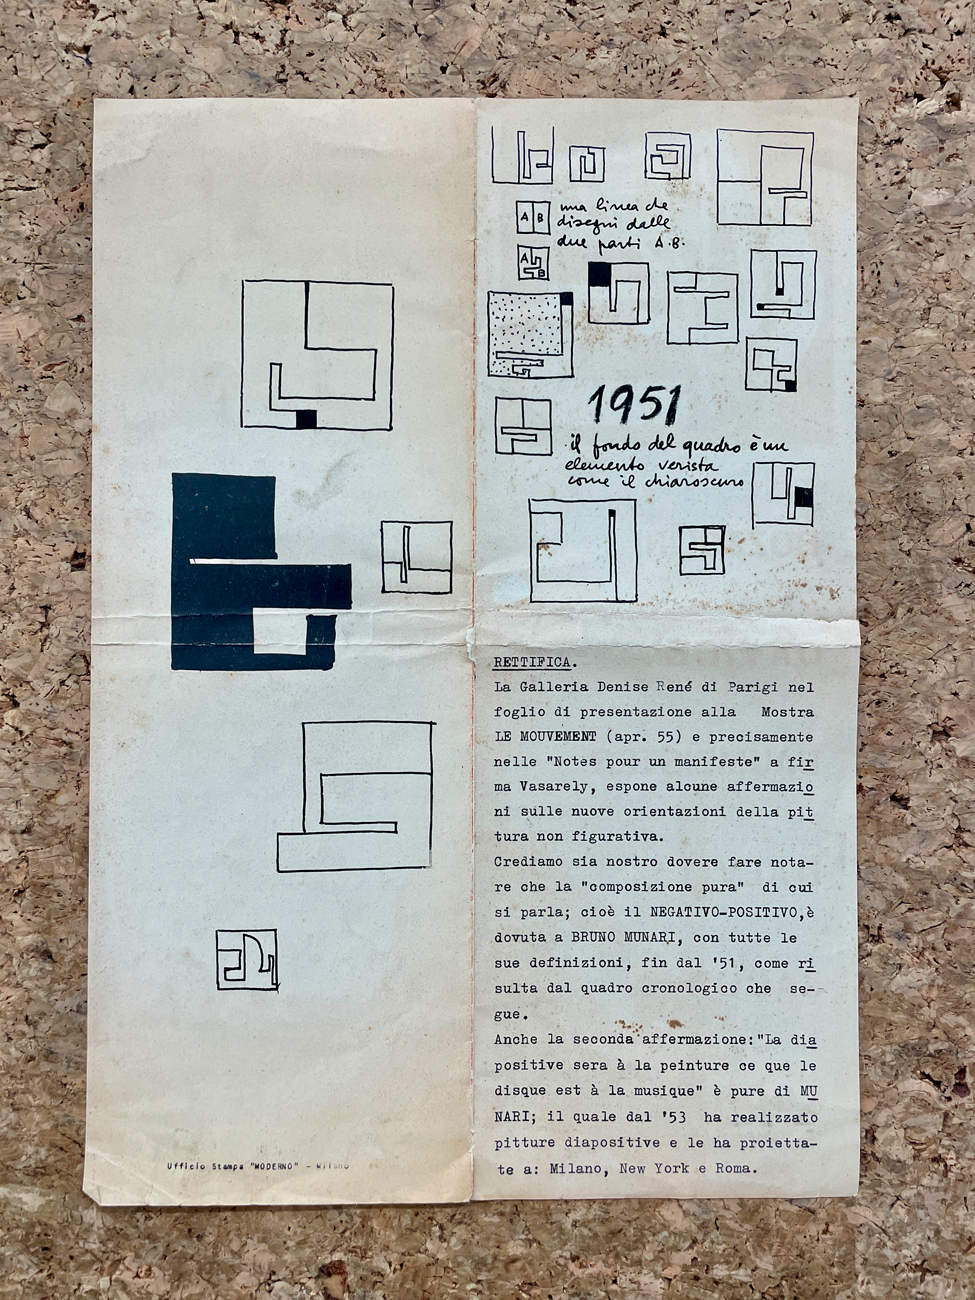 A B
una linea che
disegni dalle
due parti A.B.
A
B
1951
il fondo del quadro è un
elemento verista
come il chiaroscuro
RETTIFICA.
La Galleria Denise René di Parigi nel
foglio di presentazione alla Mostra
LE MOUVEMENT (apr. 55) e precisamente
nelle "Notes pour un manifeste" a fir
ma Vasarely, espone alcune affermazio
ni sulle nuove orientazioni della pit
tura non figurativa.
Crediamo sia nostro dovere fare nota-
re che la "composizione pura" di cui
si parla; cioè il NEGATIVO-POSITIVO,è
dovuta a BRUNO MUNARI, con tutte le
sue definizioni, fin dal '51, come ri
sulta dal quadro cronologico che se-
gue.
Anche la seconda affermazione:"La dia
positive sera à la peinture ce que le
disque est à la musique" è pure di MU
NARI; il quale dal '53 ha realizzato
pitture diapositive e le ha proietta-
te a: Milano, New York e Roma.
Ufficio Stampa "MODERNO" - Milano